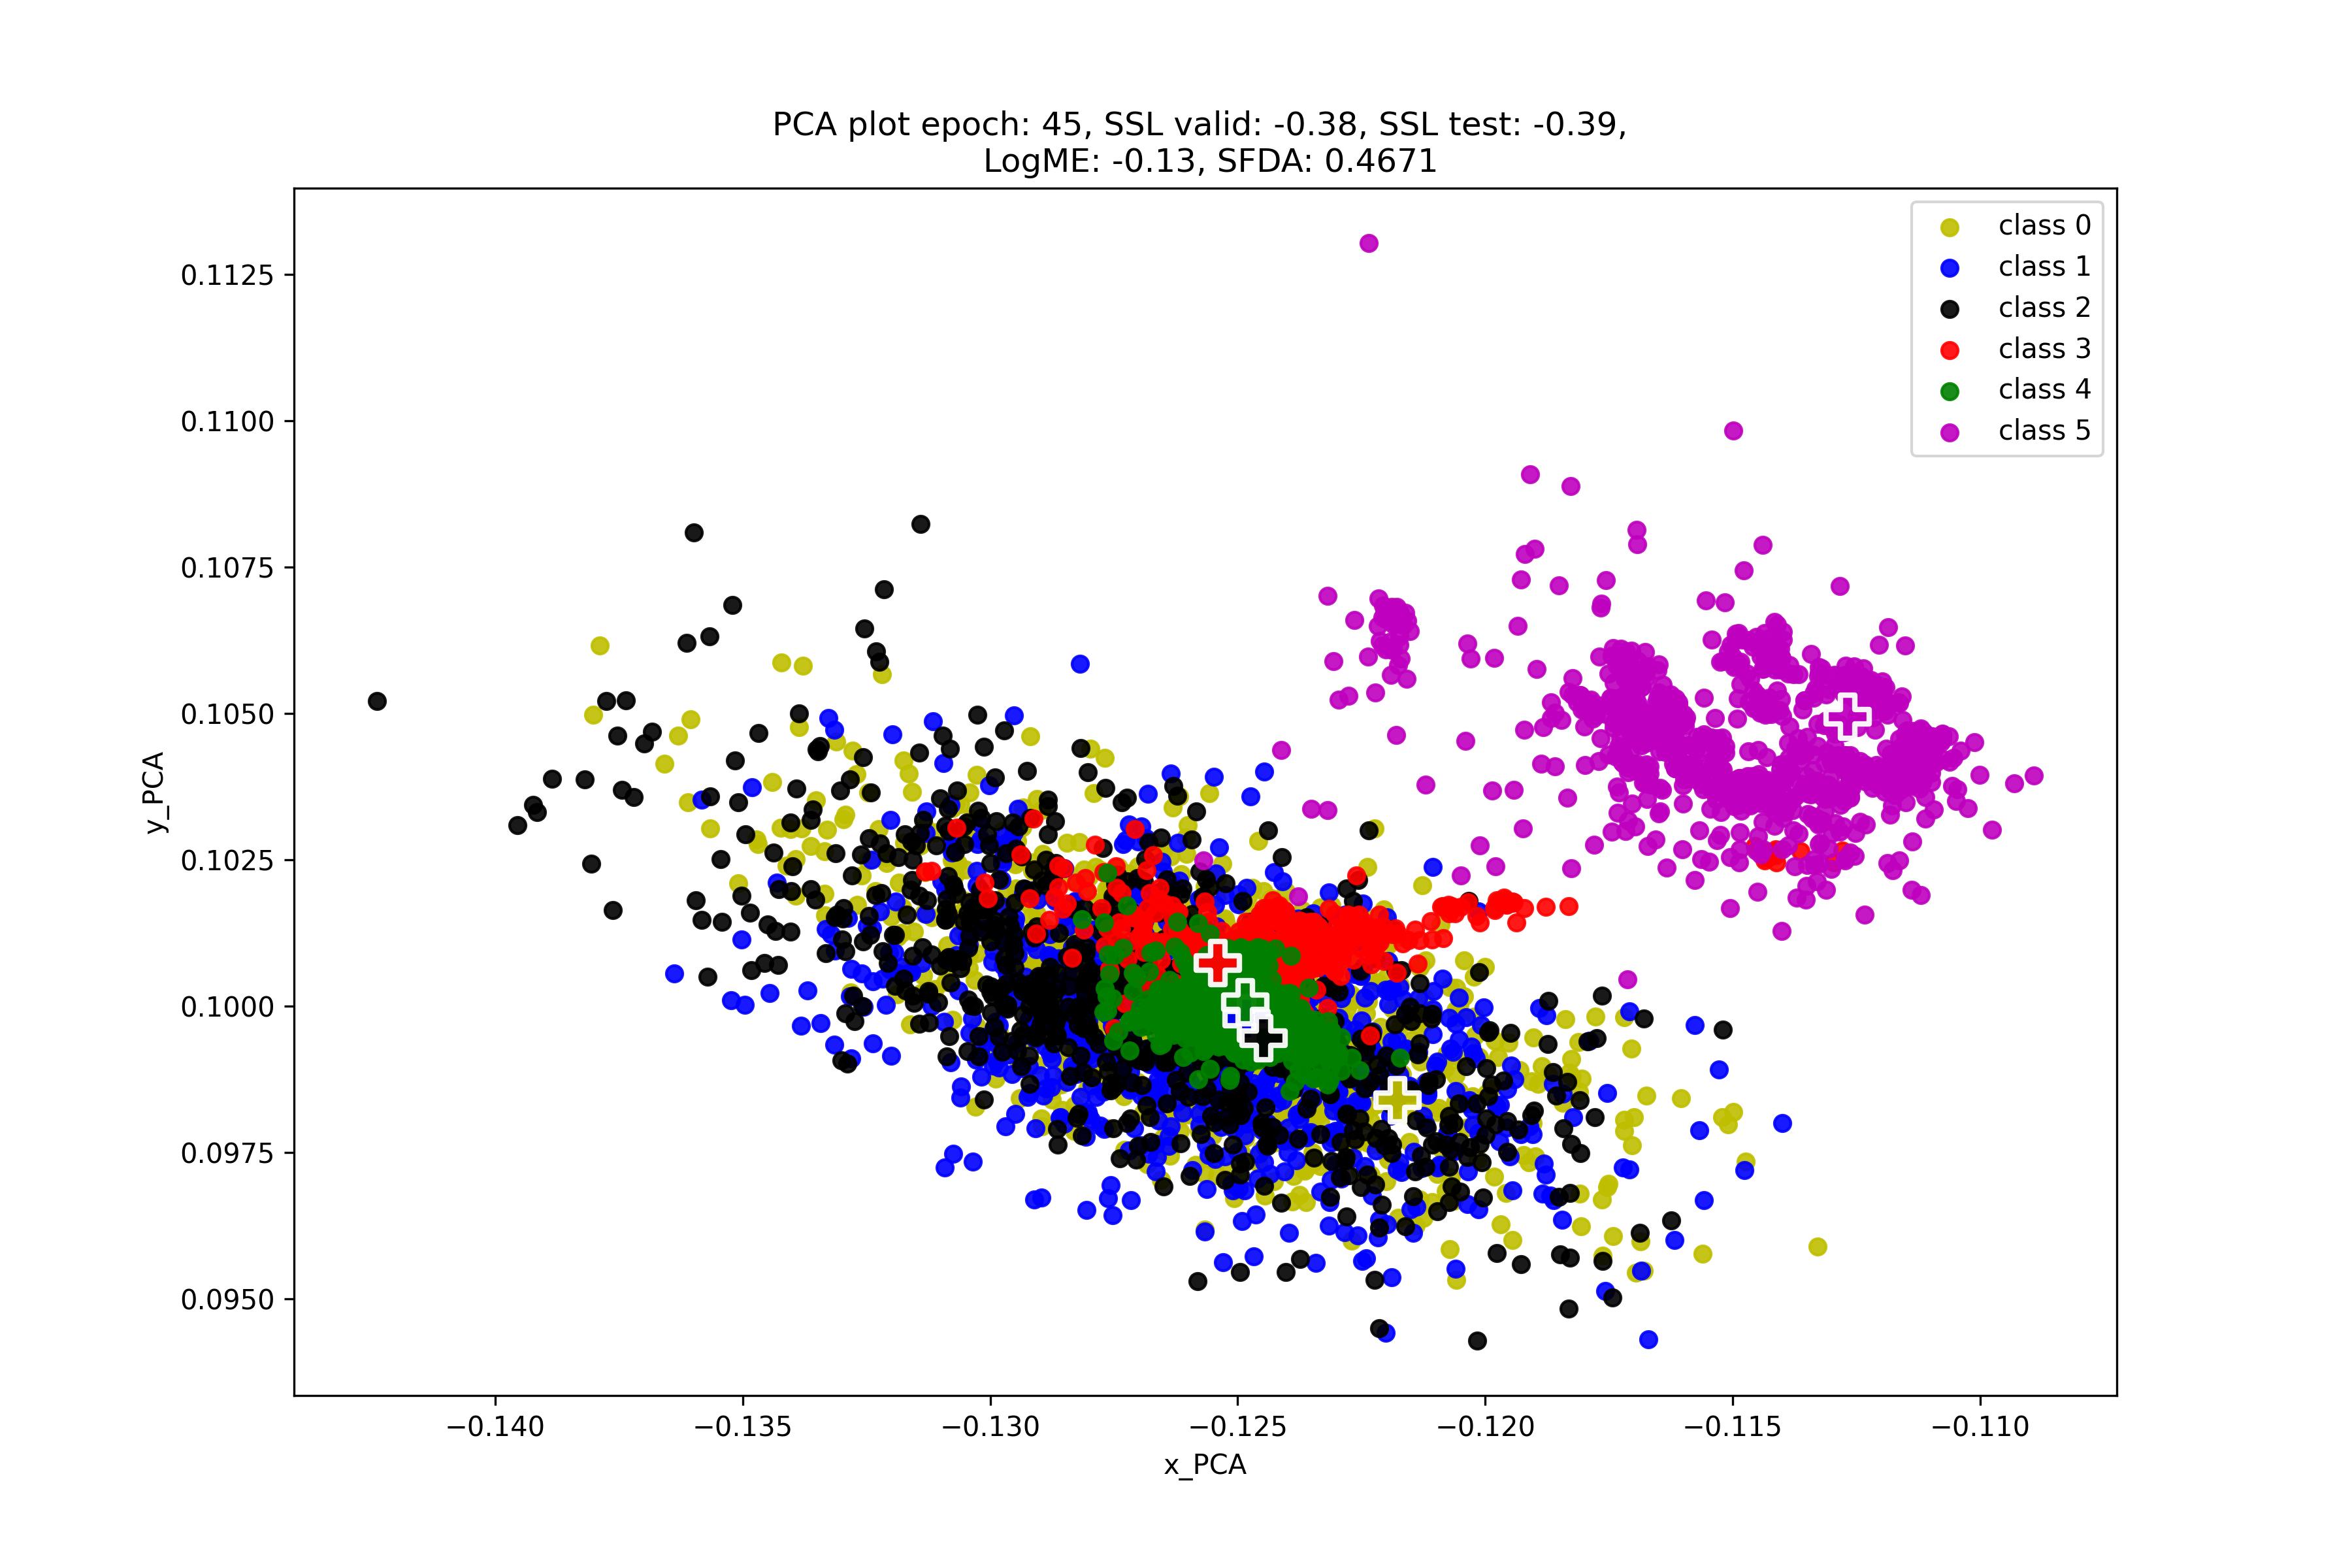 PCA plot epoch: 45, SSL valid: -0.38, SSL test: -0.39,
LogME: -0.13, SFDA: 0.4671
class 0
class 1
class 2
class 3
class 4
class 5
0.1125
0.1100
0.1075
0.1050
0.1025
0.1000
0.0975
0.0950
y_PCA
−0.140
−0.135
−0.130
−0.125
−0.120
−0.115
−0.110
x_PCA